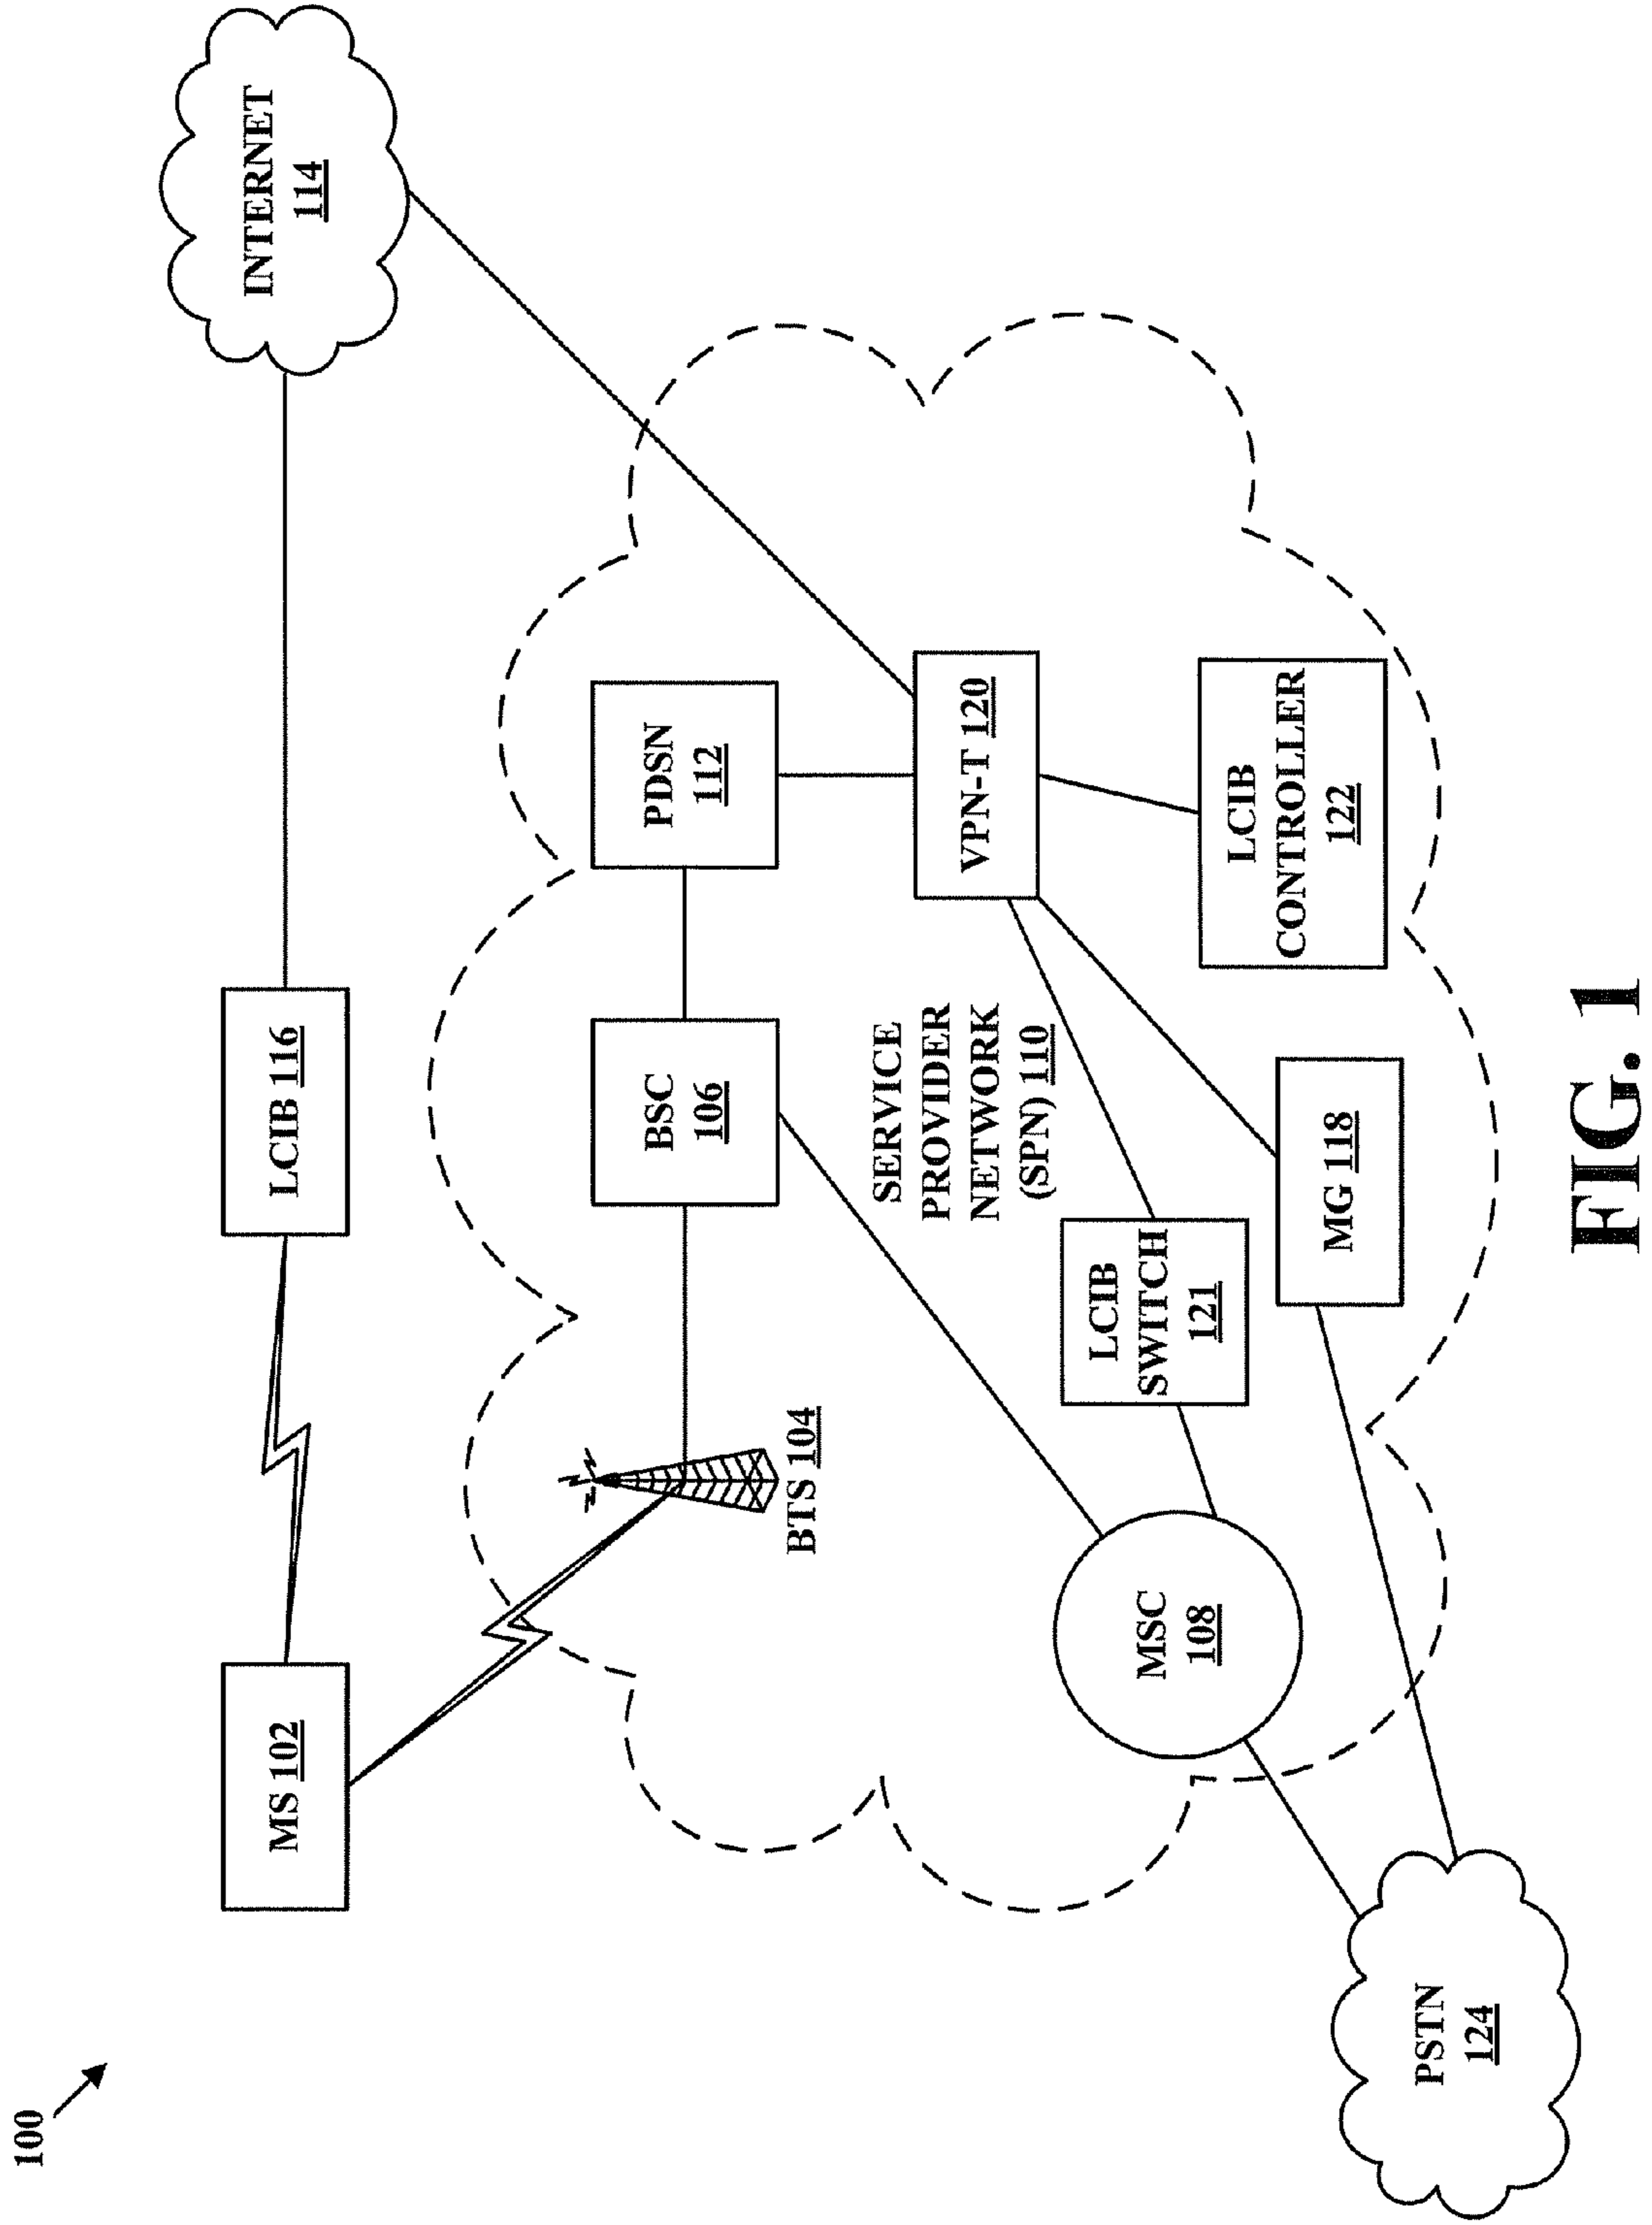 100
MS 102
LCIB 116
INTERNET
114
BTS 104
BSC
106
PDSN
112
SERVICE
PROVIDER
NETWORK
(SPN) 110
VPN-T 120
MSC
108
LCIB
SWITCH
121
LCIB
CONTROLLER
122
MG 118
PSTN
124
FIG. 1